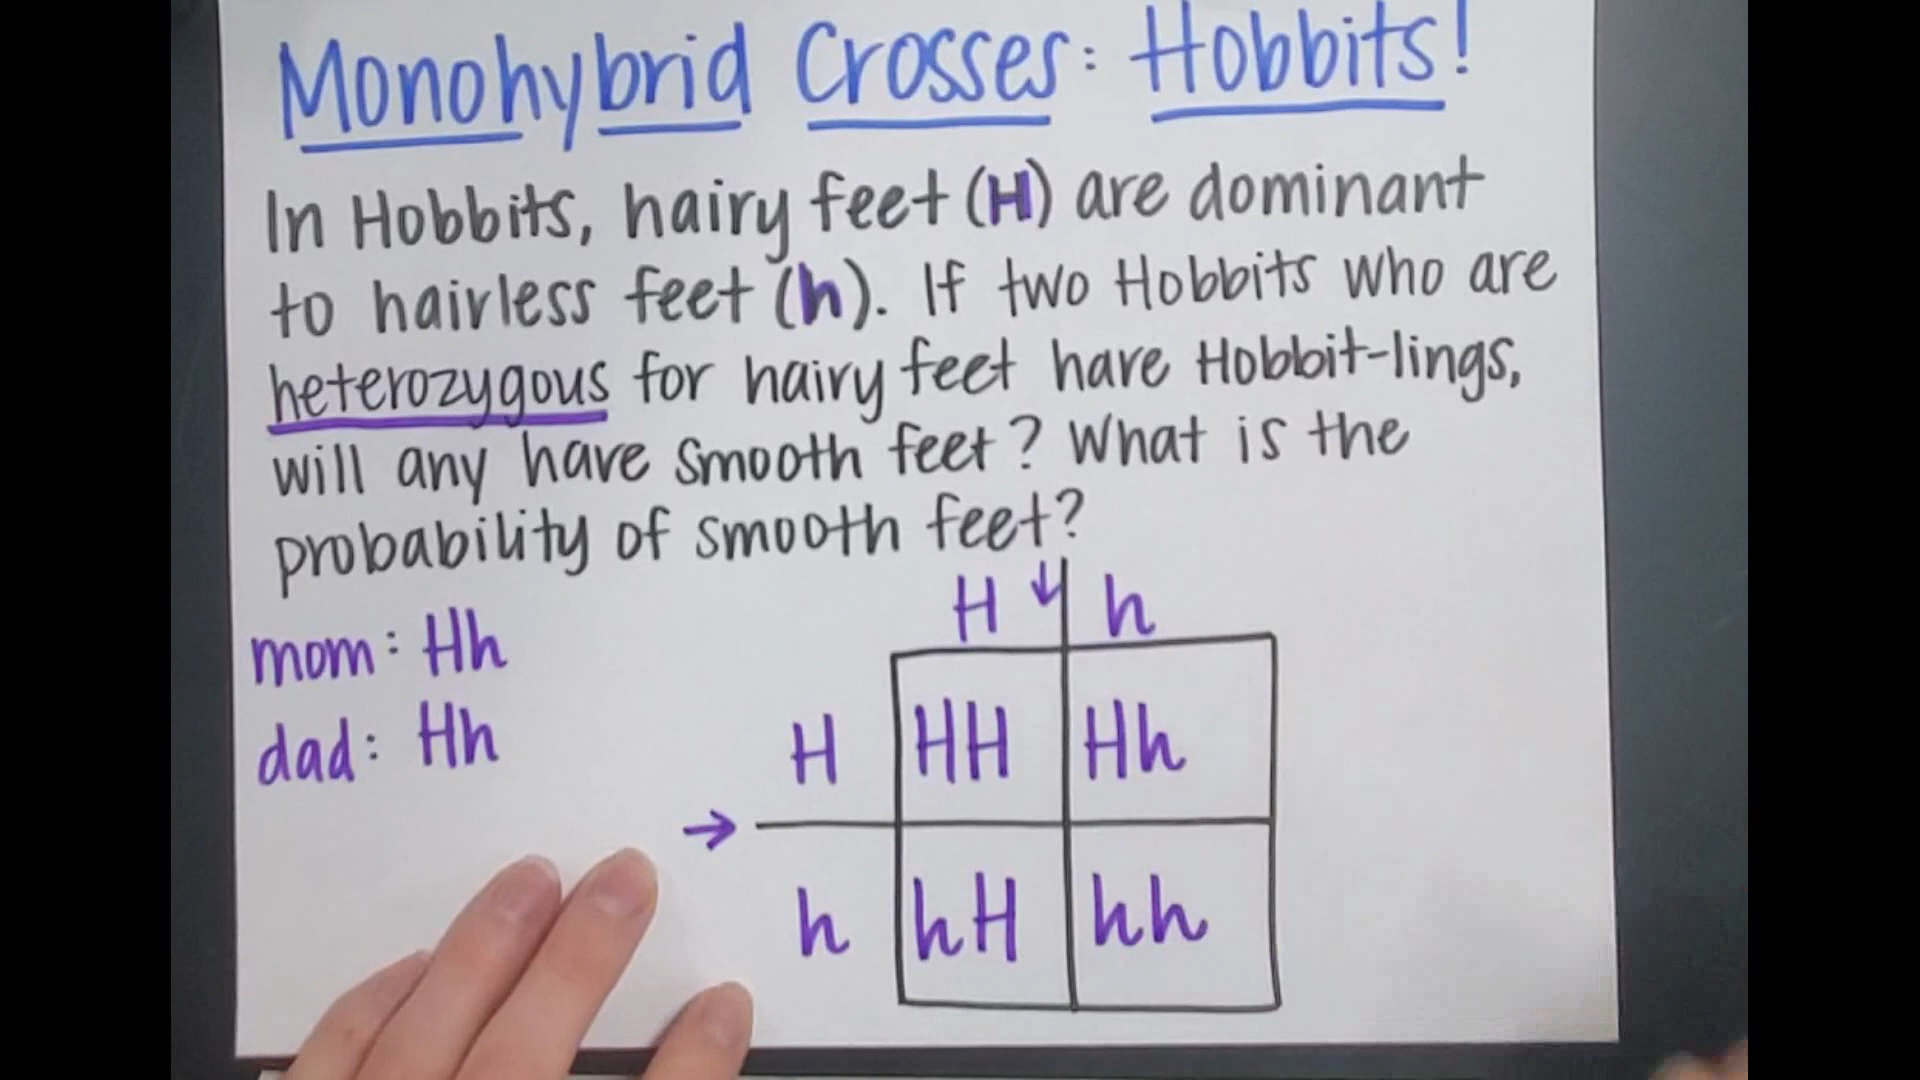 Monohybrid Crosses: Hobbits!
In Hobbits, hairy feet (H) are dominant
to hairless feet (h). If two Hobbits who are
heterozygous for hairy feet have Hobbit-lings,
will any have smooth feet? What is the
probability of smooth feet?
mom: Hh
dad: Hh
H h
H HH Hh
h hH hh